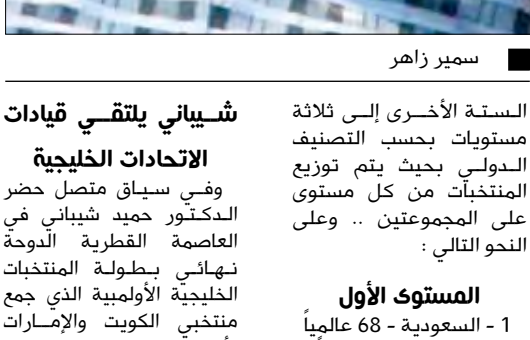 سمير زاهر
الستة الأخرى إلى ثلاثة
مستويات بحسب التصنيف
الدولي بحيث يتم توزيع
المنتخبات من كل مستوى
على المجموعتين .. وعلى
النحو التالي :
المستوى الأول
1 - السعودية - 68 عالمياً
شيباني يلتقي قيادات
الاتحادات الخليجية
وفي سياق متصل حضر
الدكتور حميد شيباني في
العاصمة القطرية الدوحة
نهائي بطولة المنتخبات
الخليجية الأولمبية الذي جمع
منتخبي الكويت والإمارات